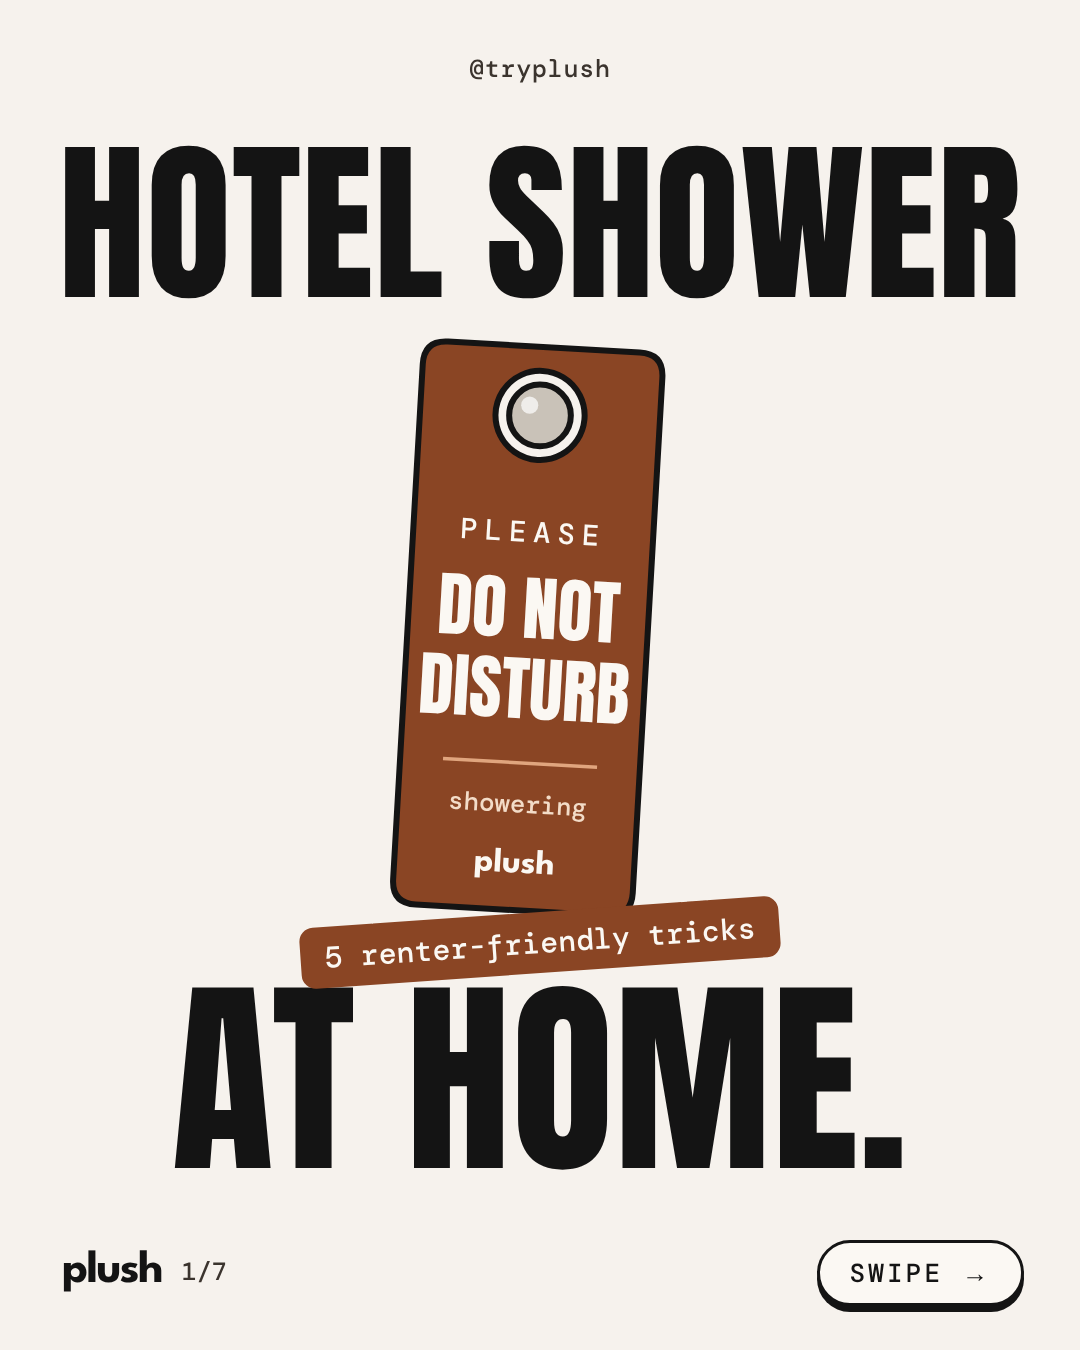 @tryplush
HOTEL SHOWER
PLEASE
DO NOT
DISTURB
showering
plush
5 renter-friendly tricks
AT HOME.
plush 1/7
SWIPE →